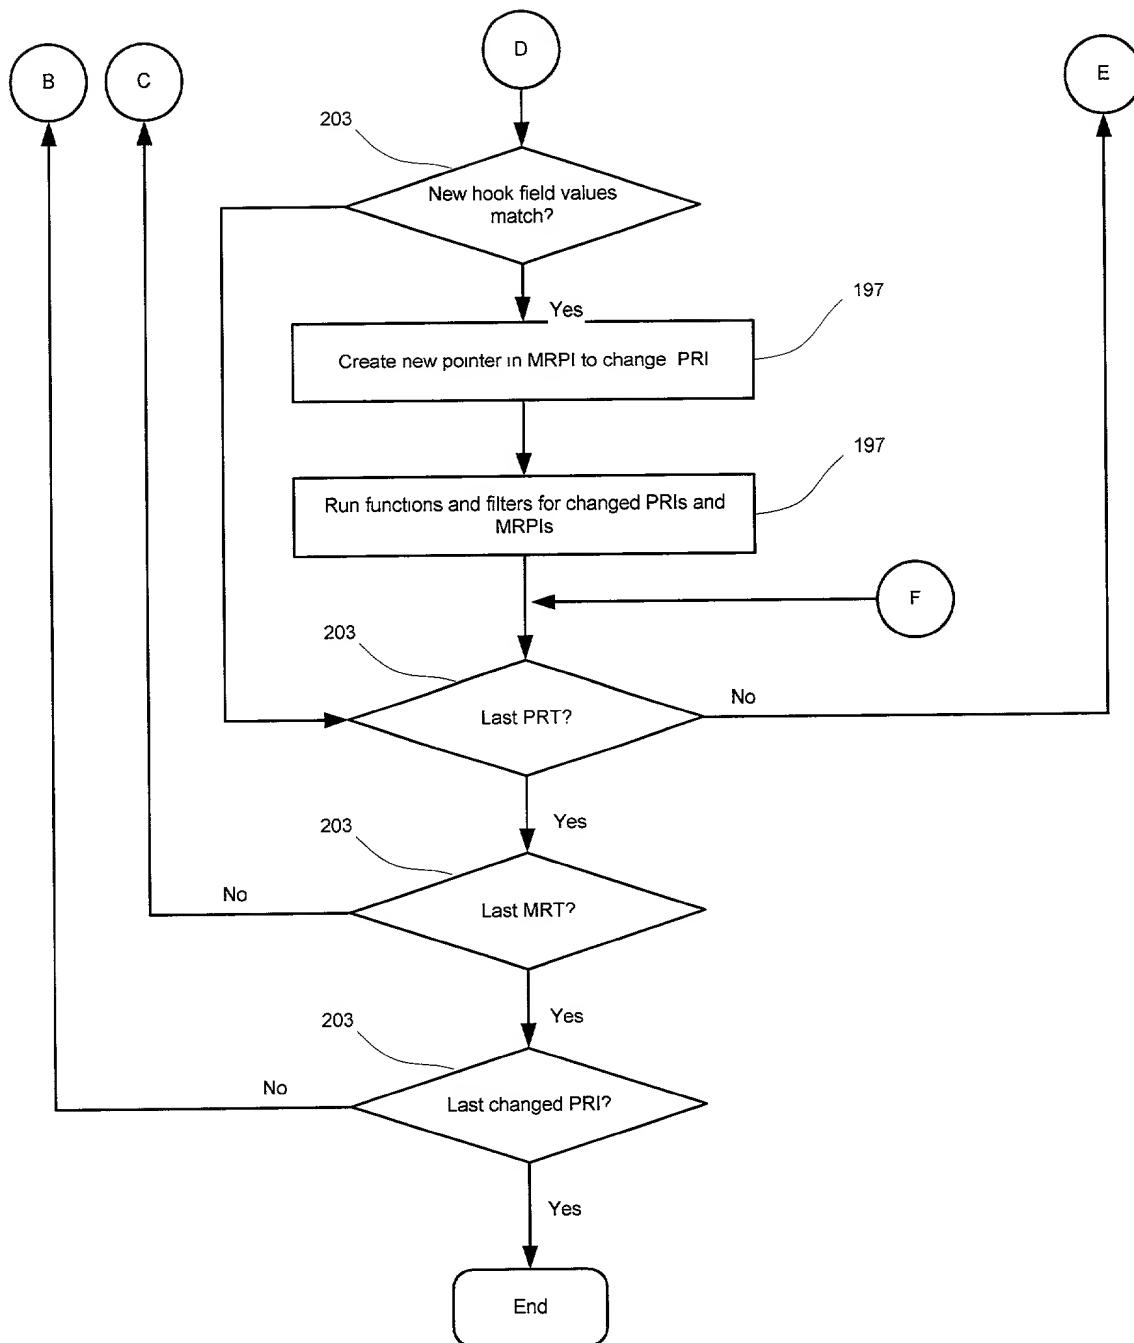 D
B
C
E
203
New hook field values
match?
Yes
197
Create new pointer in MRPI to change PRI
197
Run functions and filters for changed PRIs and
MRPIs
F
203
Last PRT?
No
Yes
203
Last MRT?
No
Yes
203
Last changed PRI?
No
Yes
End